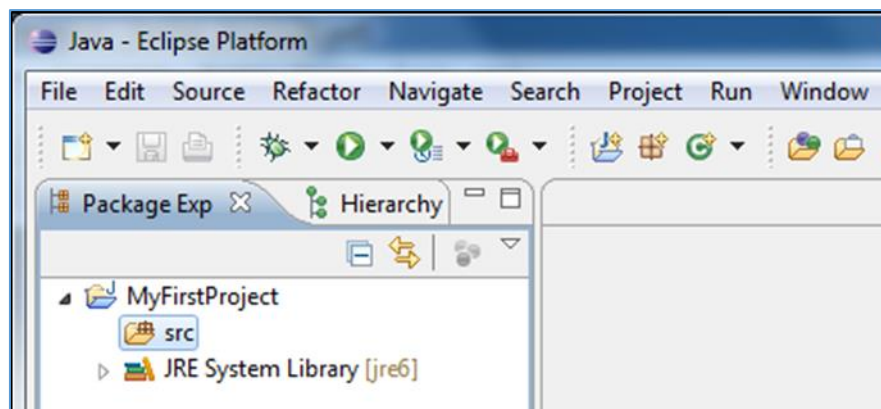 Java - Eclipse Platform
File Edit Source Refactor Navigate Search Project Run Window
Package Exp Hierarchy
MyFirstProject
src
JRE System Library [jre6]